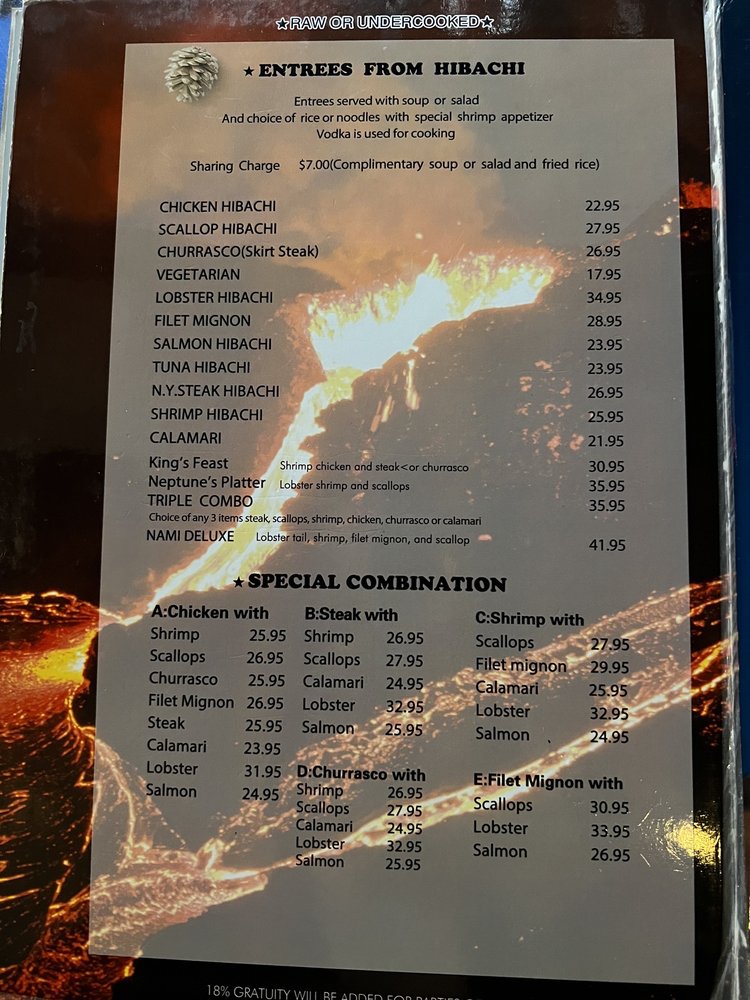 ★RAW OR UNDERCOOKED★
★ ENTREES FROM HIBACHI
Entrees served with soup or salad
And choice of rice or noodles with special shrimp appetizer
Vodka is used for cooking
Sharing Charge $7.00(Complimentary soup or salad and fried rice)
CHICKEN HIBACHI 22.95
SCALLOP HIBACHI 27.95
CHURRASCO(Skirt Steak) 26.95
VEGETARIAN 17.95
LOBSTER HIBACHI 34.95
FILET MIGNON 28.95
SALMON HIBACHI 23.95
TUNA HIBACHI 23.95
N.Y.STEAK HIBACHI 26.95
SHRIMP HIBACHI 25.95
CALAMARI 21.95
King's Feast Shrimp chicken and steak<or churrasco 30.95
Neptune's Platter Lobster shrimp and scallops 35.95
TRIPLE COMBO 35.95
Choice of any 3 items steak, scallops, shrimp, chicken, churrasco or calamari
NAMI DELUXE Lobster tail, shrimp, filet mignon, and scallop 41.95
★SPECIAL COMBINATION
A:Chicken with
Shrimp 25.95
Scallops 26.95
Churrasco 25.95
Filet Mignon 26.95
Steak 25.95
Calamari 23.95
Lobster 31.95
Salmon 24.95
B:Steak with
Shrimp 26.95
Scallops 27.95
Calamari 24.95
Lobster 32.95
Salmon 25.95
C:Shrimp with
Scallops 27.95
Filet mignon 29.95
Calamari 25.95
Lobster 32.95
Salmon 24.95
D:Churrasco with
Shrimp 26.95
Scallops 27.95
Calamari 24.95
Lobster 32.95
Salmon 25.95
E:Filet Mignon with
Scallops 30.95
Lobster 33.95
Salmon 26.95
18% GRATUITY WILL BE ADDED FOR PARTIES